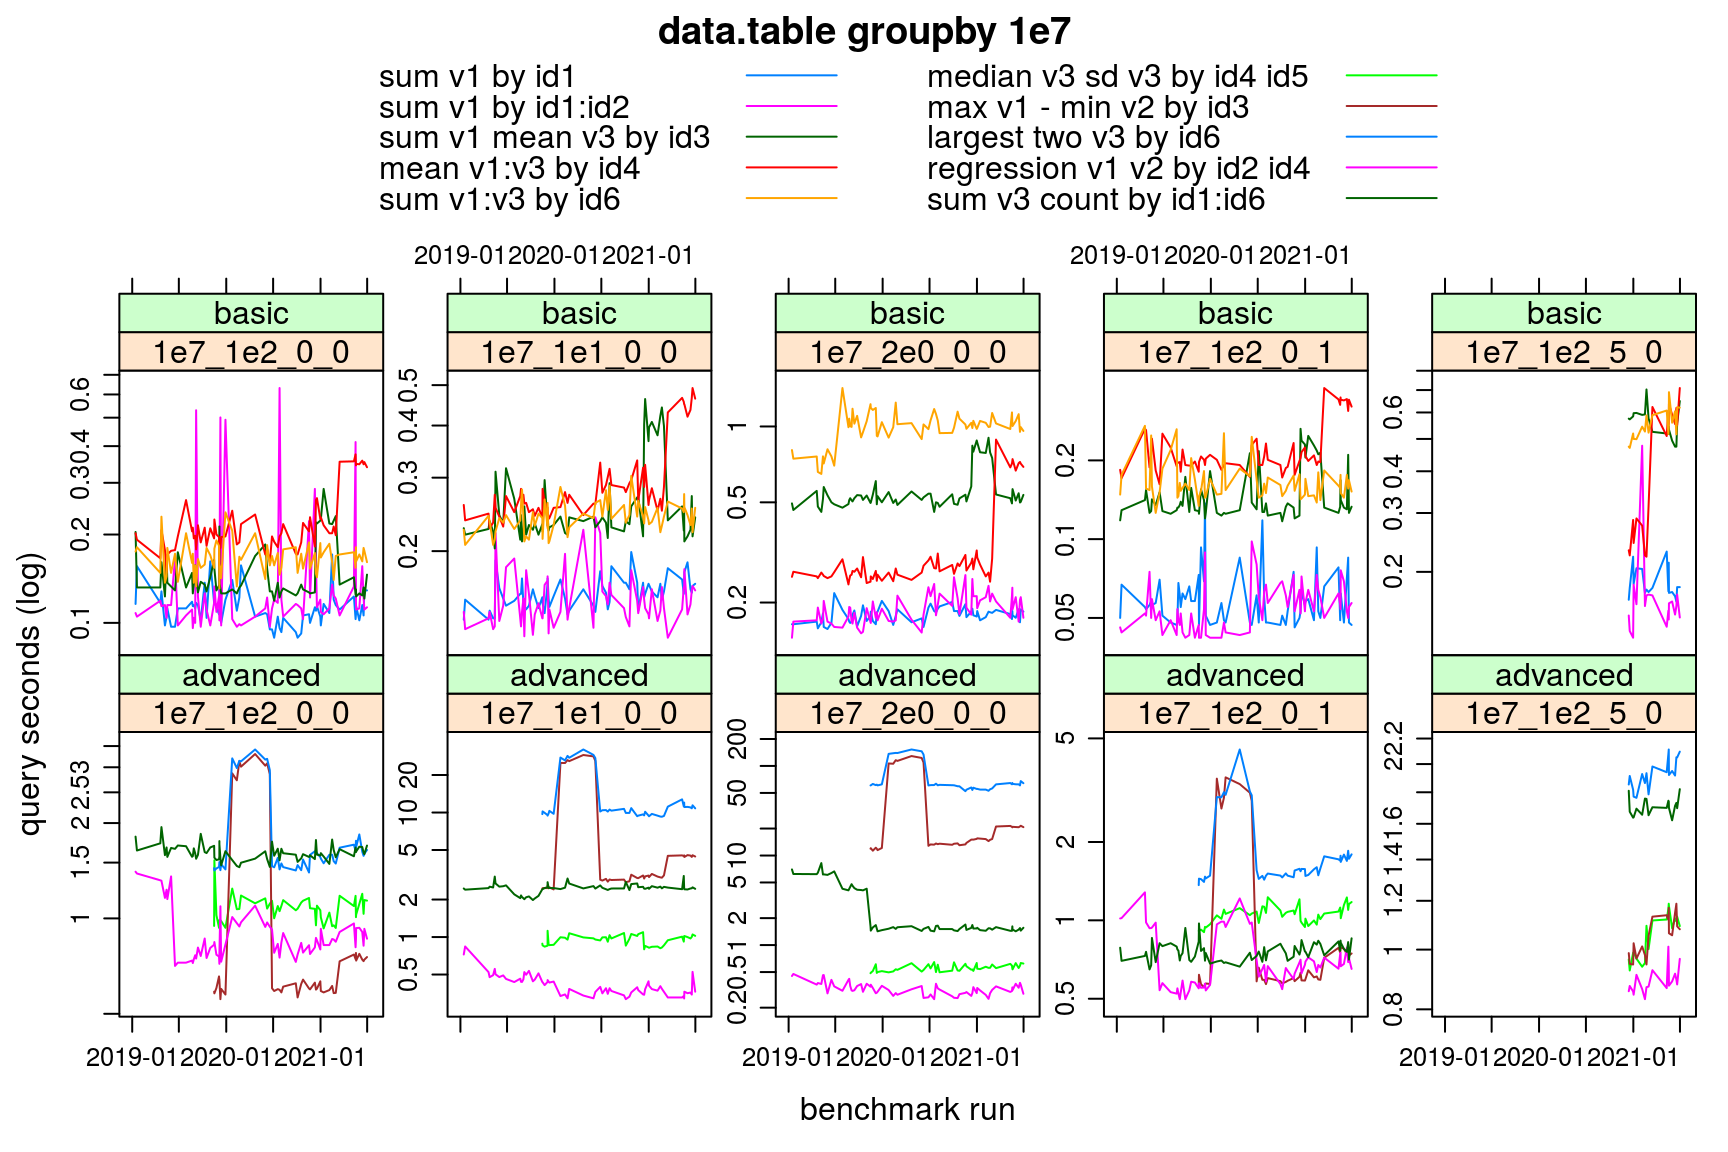 data.table groupby 1e7
sum v1 by id1
sum v1 by id1:id2
sum v1 mean v3 by id3
mean v1:v3 by id4
sum v1:v3 by id6
median v3 sd v3 by id4 id5
max v1 - min v2 by id3
largest two v3 by id6
regression v1 v2 by id2 id4
sum v3 count by id1:id6
2019-012020-012021-01
2019-012020-012021-01
basic
basic
basic
basic
basic
1e7_1e2_0_0
1e7_1e1_0_0
1e7_2e0_0_0
1e7_1e2_0_1
1e7_1e2_5_0
0.1 0.2 0.30.4 0.6
0.2 0.3 0.4 0.5
0.2 0.5 1
0.05 0.1 0.2
0.2 0.3 0.4 0.6
advanced
advanced
advanced
advanced
advanced
1e7_1e2_0_0
1e7_1e1_0_0
1e7_2e0_0_0
1e7_1e2_0_1
1e7_1e2_5_0
1 1.5 2 2.53
0.5 1 2 5 10 20
0.20.51 2 5 10 50 200
0.5 1 2 5
0.8 1 1.21.41.6 22.2
2019-012020-012021-01
2019-012020-012021-01
2019-012020-012021-01
query seconds (log)
benchmark run